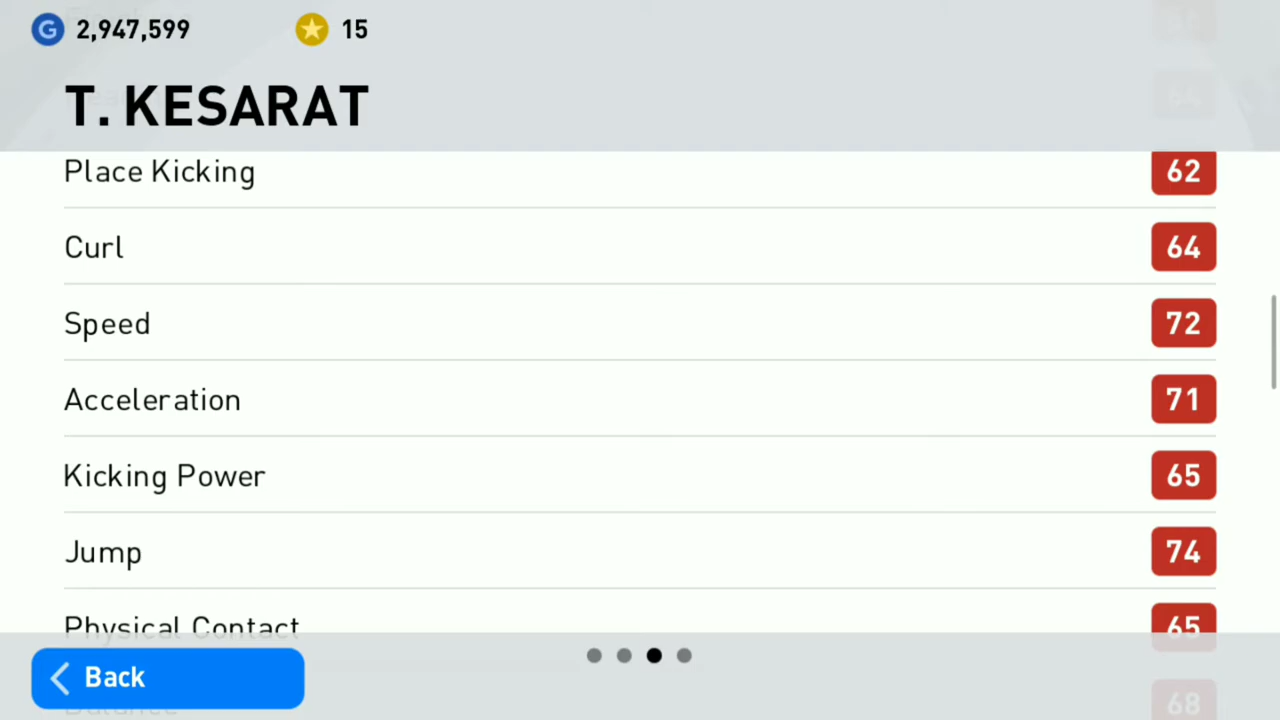 G 2,947,599 15
T. KESARAT
Place Kicking 62
Curl 64
Speed 72
Acceleration 71
Kicking Power 65
Jump 74
Physical Contact 65
Back
Balance 68